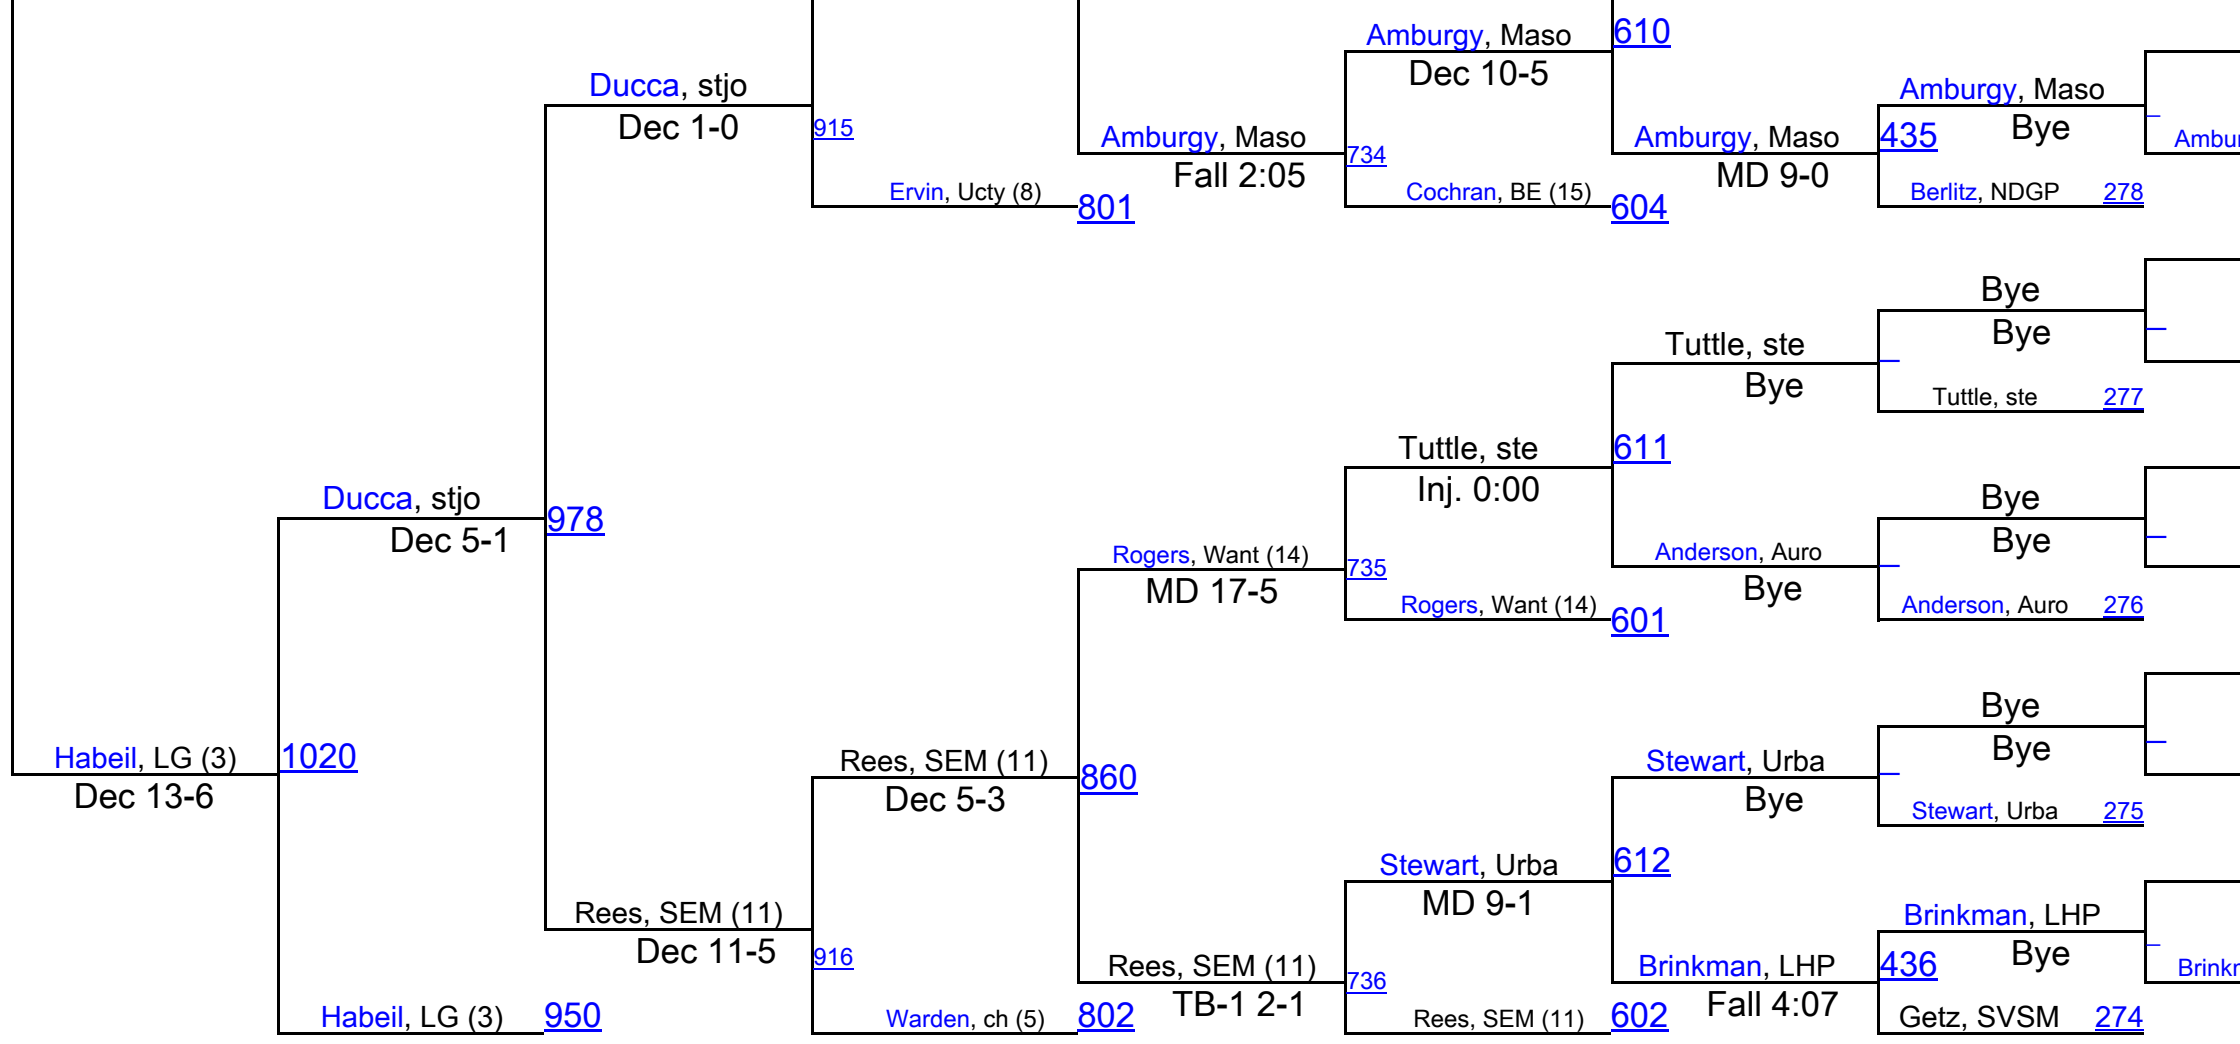 Amburgy, Maso
Dec 10-5
610
Ducca, stjo
Dec 1-0
915
Ervin, Ucty (8)
801
Amburgy, Maso
Fall 2:05
734
Cochran, BE (15)
604
Amburgy, Maso
MD 9-0
435
Amburgy, Maso
Bye
Berlitz, NDGP 278
Ambur
Bye
Bye
Tuttle, ste
Bye
Tuttle, ste 277
Tuttle, ste
Inj. 0:00
611
Bye
Bye
Ducca, stjo
Dec 5-1
978
Rogers, Want (14)
MD 17-5
735
Rogers, Want (14)
601
Anderson, Auro
Bye
Anderson, Auro 276
Bye
Bye
Habeil, LG (3)
Dec 13-6
1020
Rees, SEM (11)
Dec 5-3
860
Stewart, Urba
Bye
Stewart, Urba 275
Stewart, Urba
MD 9-1
612
Rees, SEM (11)
Dec 11-5
916
Brinkman, LHP
Bye
Rees, SEM (11)
TB-1 2-1
736
Brinkman, LHP
Fall 4:07
436
Brinkm
Habeil, LG (3)
950
Warden, ch (5)
802
Rees, SEM (11)
602
Getz, SVSM 274